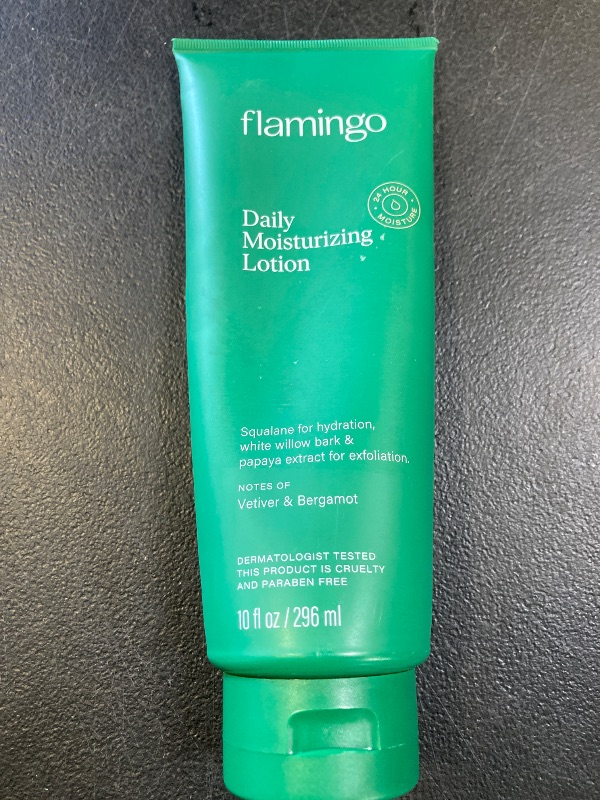 flamingo
24 HOUR
MOISTURE
Daily
Moisturizing
Lotion
Squalane for hydration,
white willow bark &
papaya extract for exfoliation.
NOTES OF
Vetiver & Bergamot
DERMATOLOGIST TESTED
THIS PRODUCT IS CRUELTY
AND PARABEN FREE
10 fl oz / 296 ml